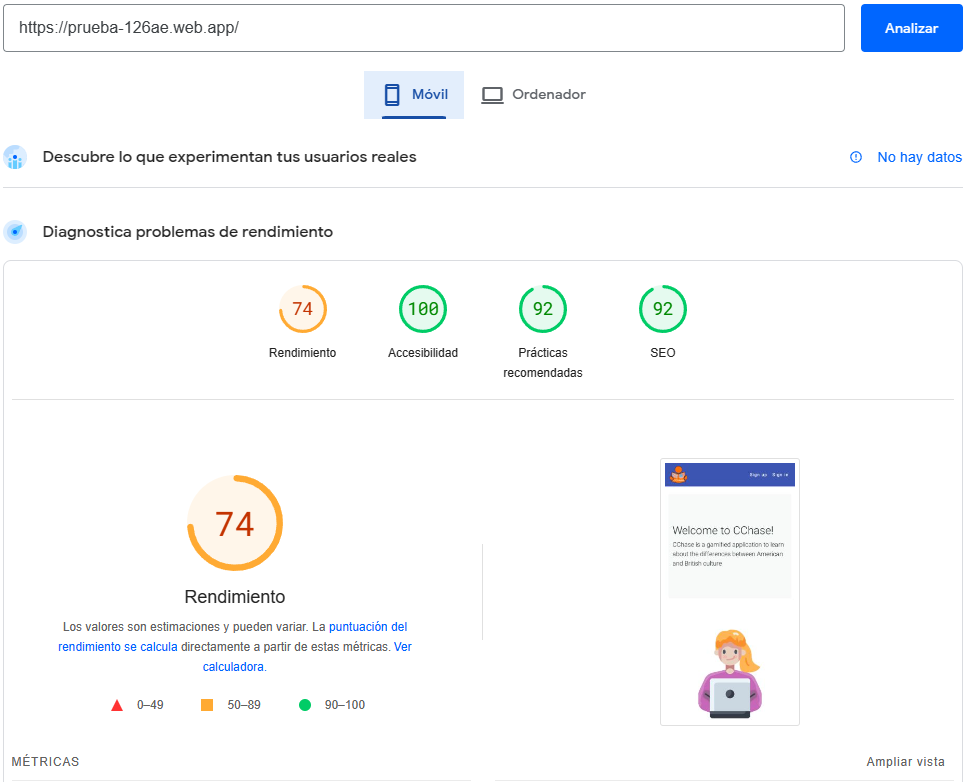 https://prueba-126ae.web.app/
Analizar
Móvil
Ordenador
Descubre lo que experimentan tus usuarios reales
No hay datos
Diagnostica problemas de rendimiento
74
100
92
92
Rendimiento
Accesibilidad
Prácticas
recomendadas
SEO
74
Rendimiento
Los valores son estimaciones y pueden variar. La puntuación del
rendimiento se calcula directamente a partir de estas métricas. Ver
calculadora.
0–49
50–89
90–100
Sign up Sign in
Welcome to CChase!
CChase is a gamified application to learn
about the differences between American
and British culture
MÉTRICAS
Ampliar vista